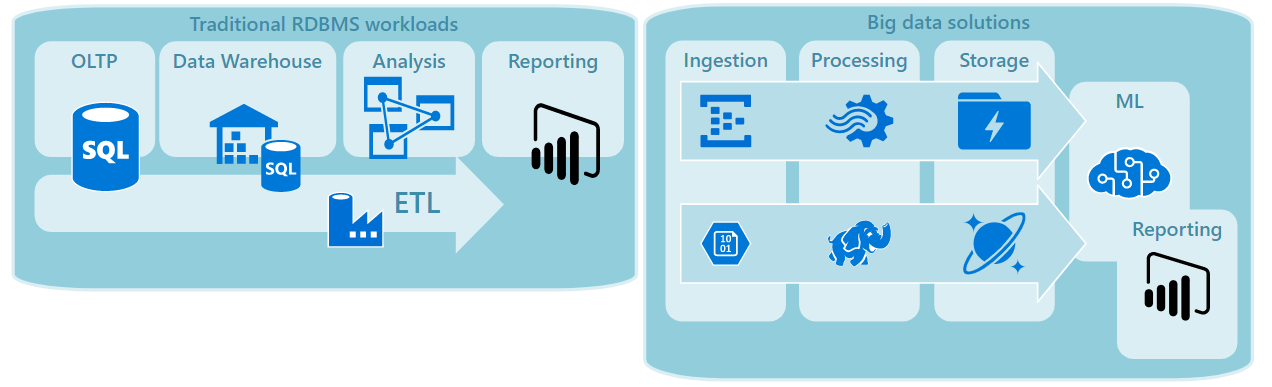 Traditional RDBMS workloads
OLTP
Data Warehouse
Analysis
Reporting
SQL
SQL
ETL
Big data solutions
Ingestion
Processing
Storage
ML
10
01
Reporting